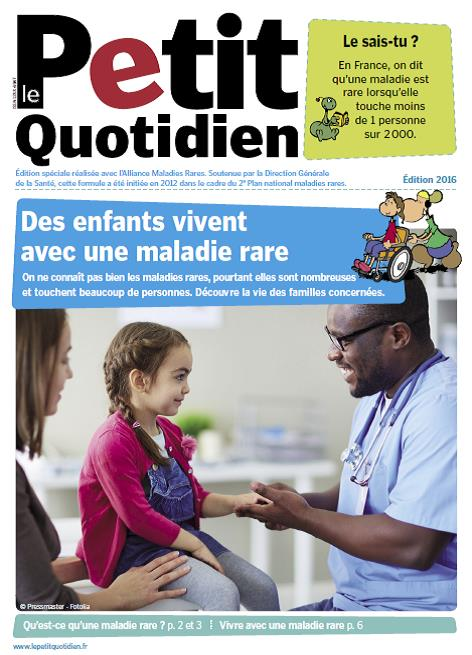 le Petit
Quotidien
Le sais-tu ?
En France, on dit
qu'une maladie est
rare lorsqu'elle
touche moins
de 1 personne
sur 2 000.
Édition spéciale réalisée avec l'Alliance Maladies Rares. Soutenue par la Direction Générale
de la Santé, cette formule a été initiée en 2012 dans le cadre du 2e Plan national maladies rares.
Édition 2016
Des enfants vivent
avec une maladie rare
On ne connaît pas bien les maladies rares, pourtant elles sont nombreuses
et touchent beaucoup de personnes. Découvre la vie des familles concernées.
© Pressmaster - Fotolia
Qu'est-ce qu'une maladie rare ? p. 2 et 3 | Vivre avec une maladie rare p. 6
www.lepetitquotidien.fr